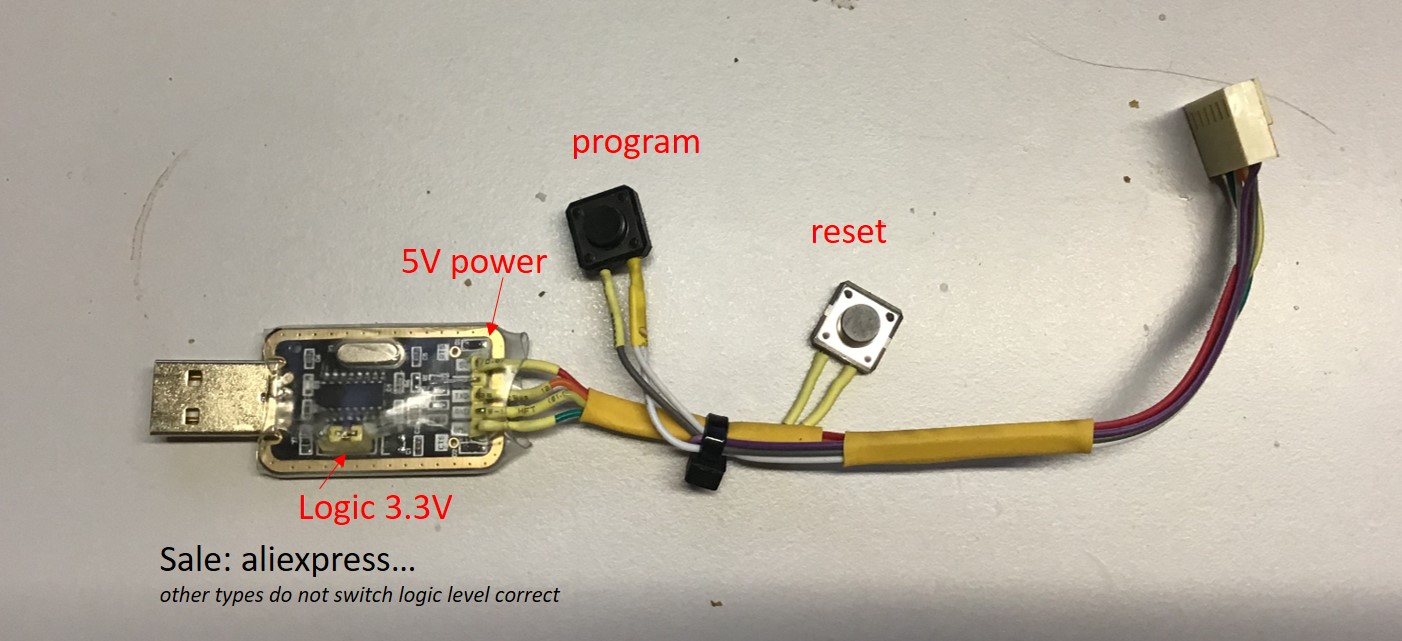 program
reset
5V power
Logic 3.3V
Sale: aliexpress...
other types do not switch logic level correct